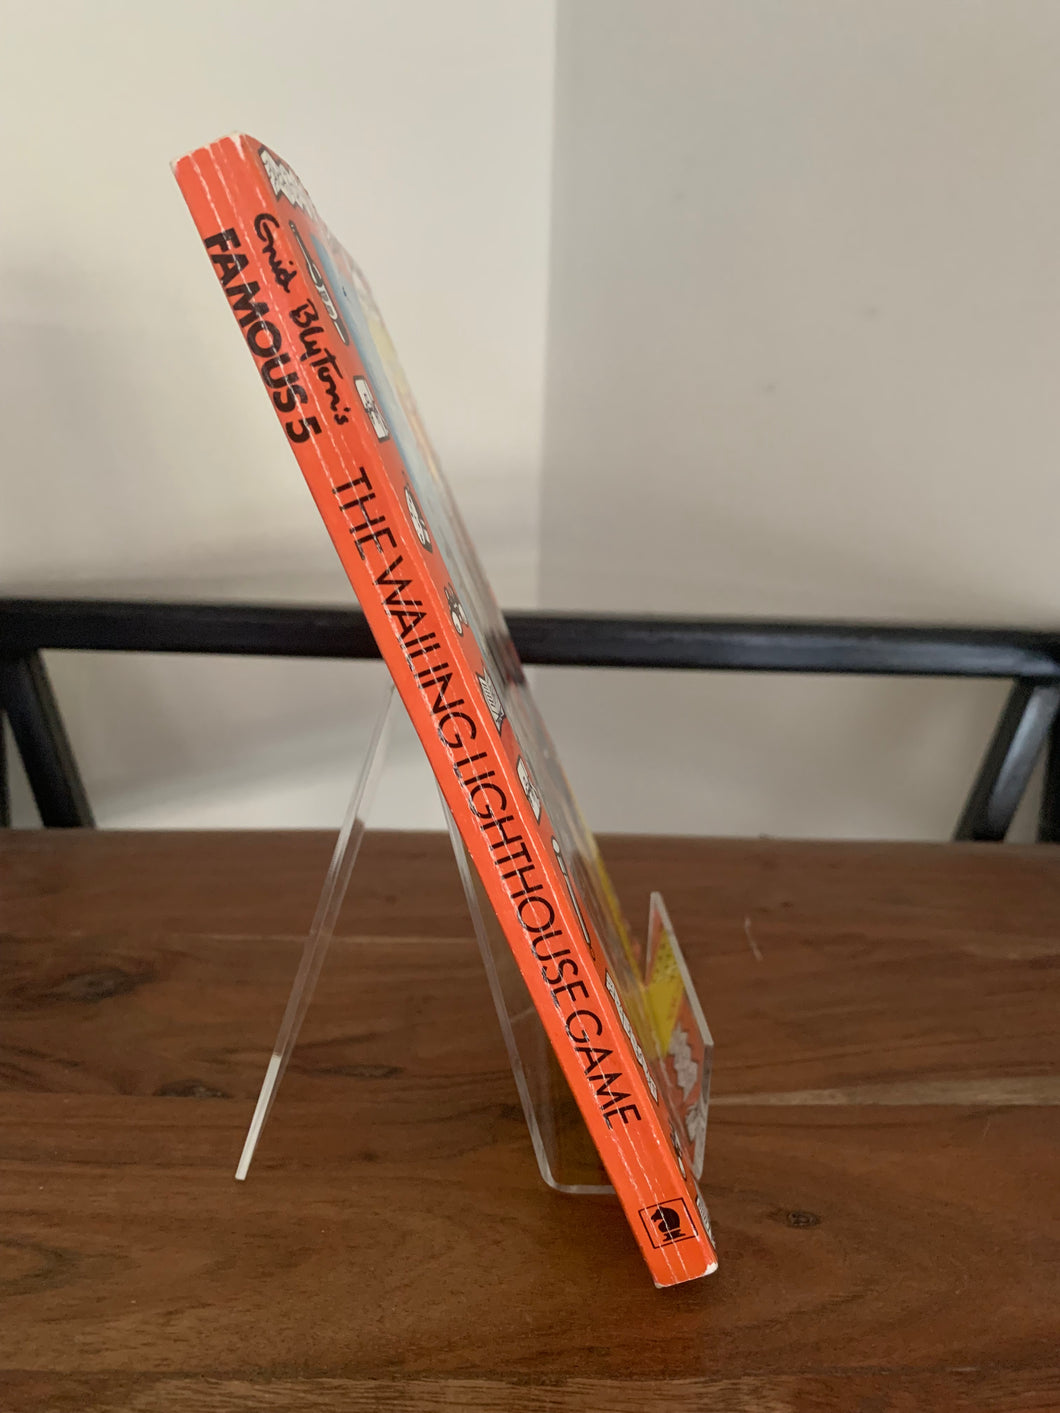 Enid Blyton's
FAMOUS 5
THE WAILING LIGHTHOUSE GAME